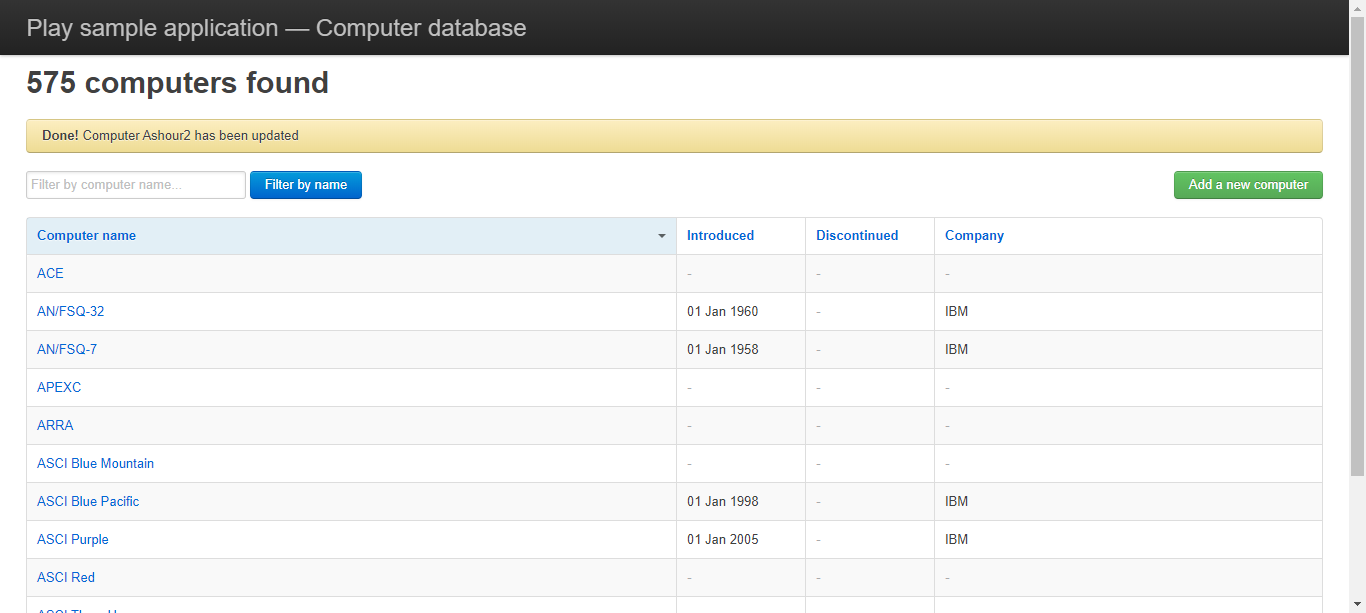 Play sample application — Computer database
575 computers found
Done! Computer Ashour2 has been updated
Filter by computer name... Filter by name Add a new computer
Computer name Introduced Discontinued Company
ACE - - -
AN/FSQ-32 01 Jan 1960 - IBM
AN/FSQ-7 01 Jan 1958 - IBM
APEXC - - -
ARRA - - -
ASCI Blue Mountain - - -
ASCI Blue Pacific 01 Jan 1998 - IBM
ASCI Purple 01 Jan 2005 - IBM
ASCI Red - - -
ASCI